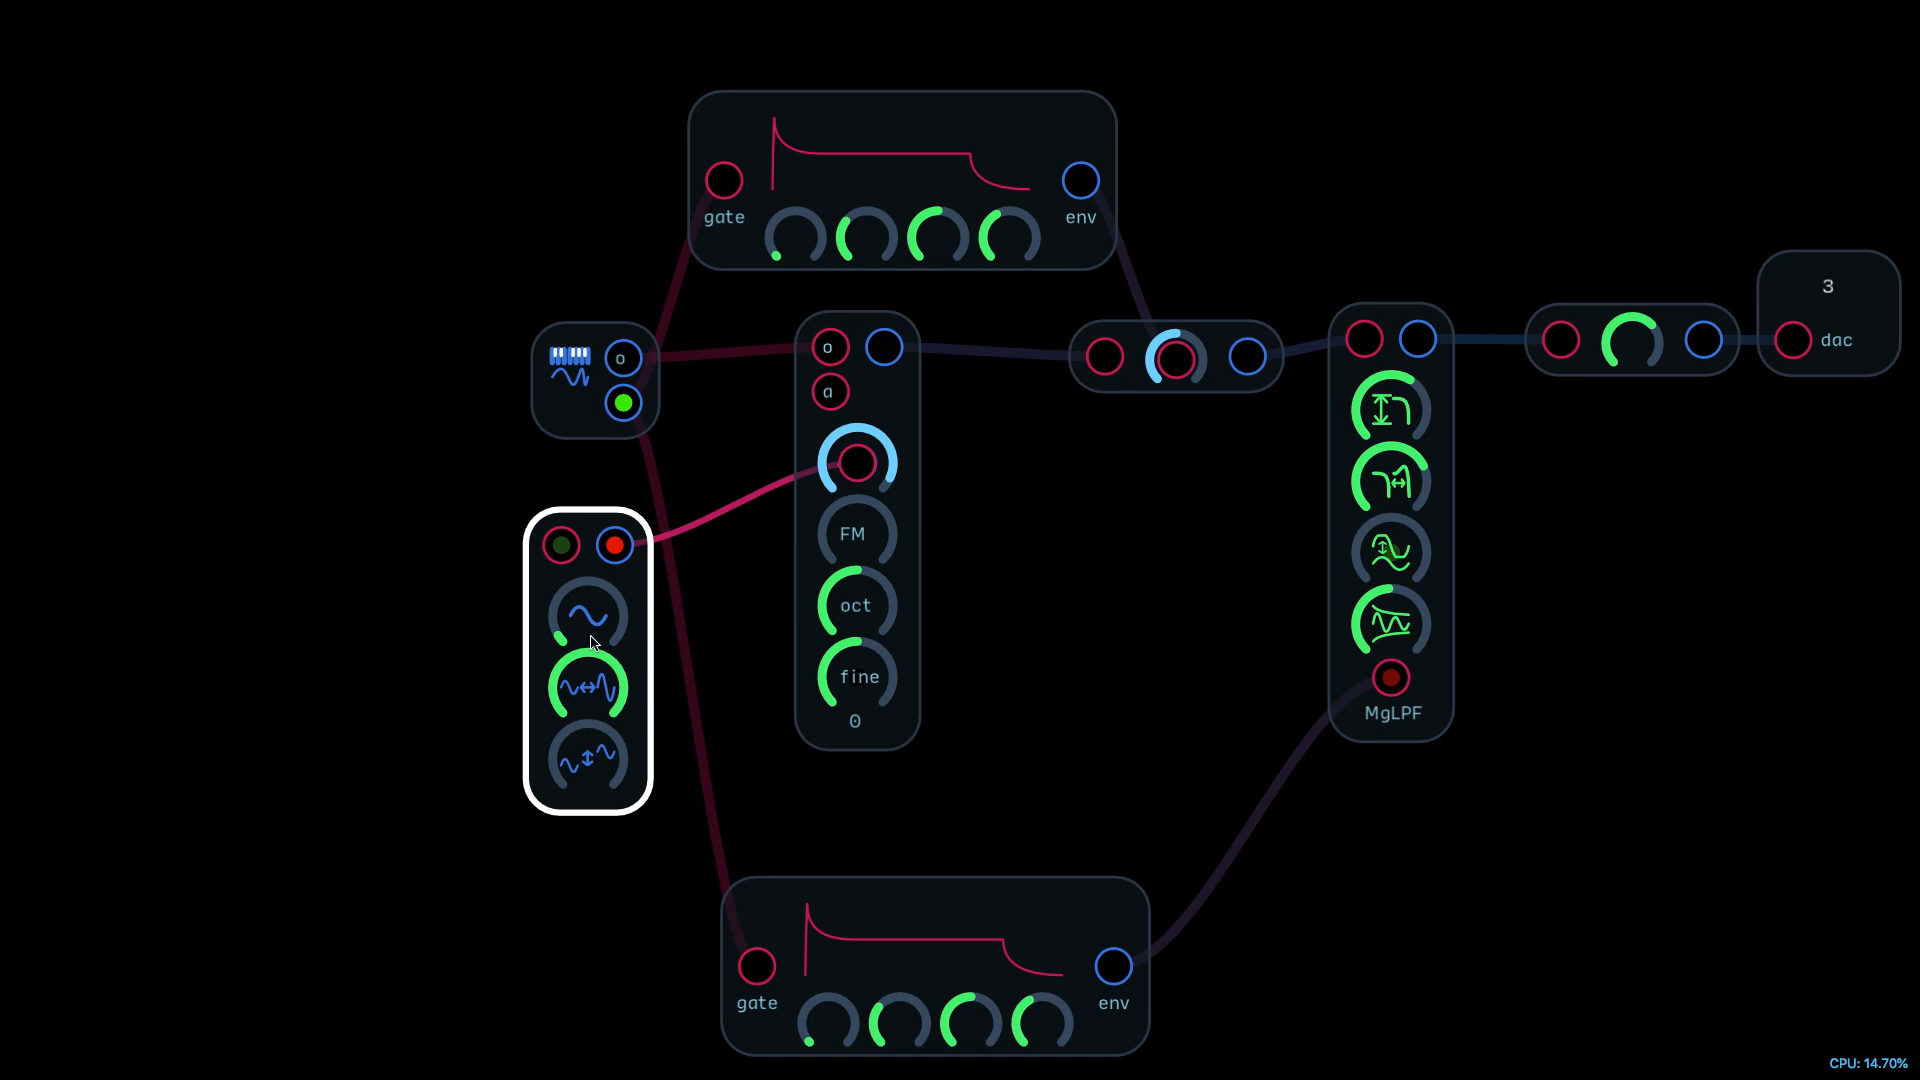 gate
env
3
dac
o
o
a
FM
oct
fine
0
MgLPF
gate
env
CPU: 14.70%